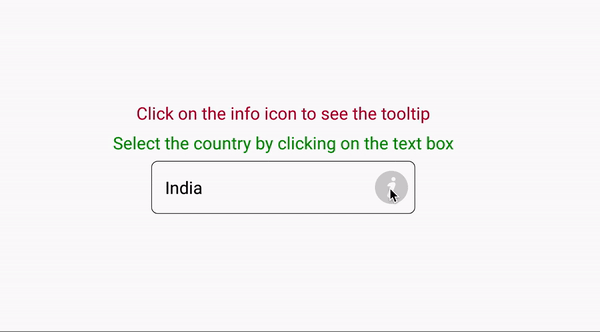 Click on the info icon to see the tooltip
Select the country by clicking on the text box
India